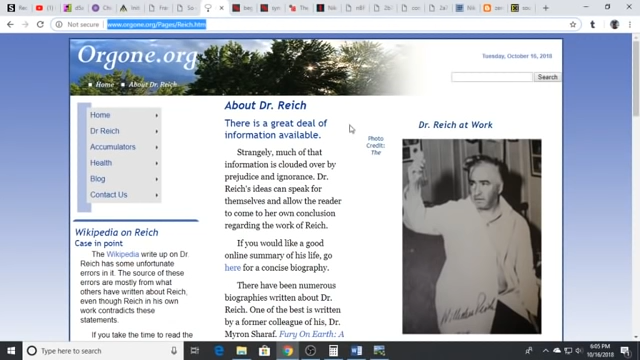 Not secure
www.orgone.org/Pages/Reich.htm
Orgone.org
Tuesday, October 16, 2018
Search
Home
About Dr. Reich
Home
Dr Reich
Accumulators
Health
Blog
Contact Us
Wikipedia on Reich
Case in point
The Wikipedia write up on Dr.
Reich has some unfortunate
errors in it. The source of these
errors are mostly from what
others have written about Reich,
even though Reich in his own
work contradicts these
statements.
If you take the time to read the
About Dr. Reich
There is a great deal of
information available.
Strangely, much of that
information is clouded over by
prejudice and ignorance. Dr.
Reich's ideas can speak for
themselves and allow the reader
to come to her own conclusion
regarding the work of Reich.
If you would like a good
online summary of his life, go
here for a concise biography.
There have been numerous
biographies written about Dr.
Reich. One of the best is written
by a former colleague of his, Dr.
Myron Sharaf. Fury On Earth: A
Photo
Credit:
The
Dr. Reich at Work
Wilhelm Reich
Type here to search
6:05 PM
10/16/2018